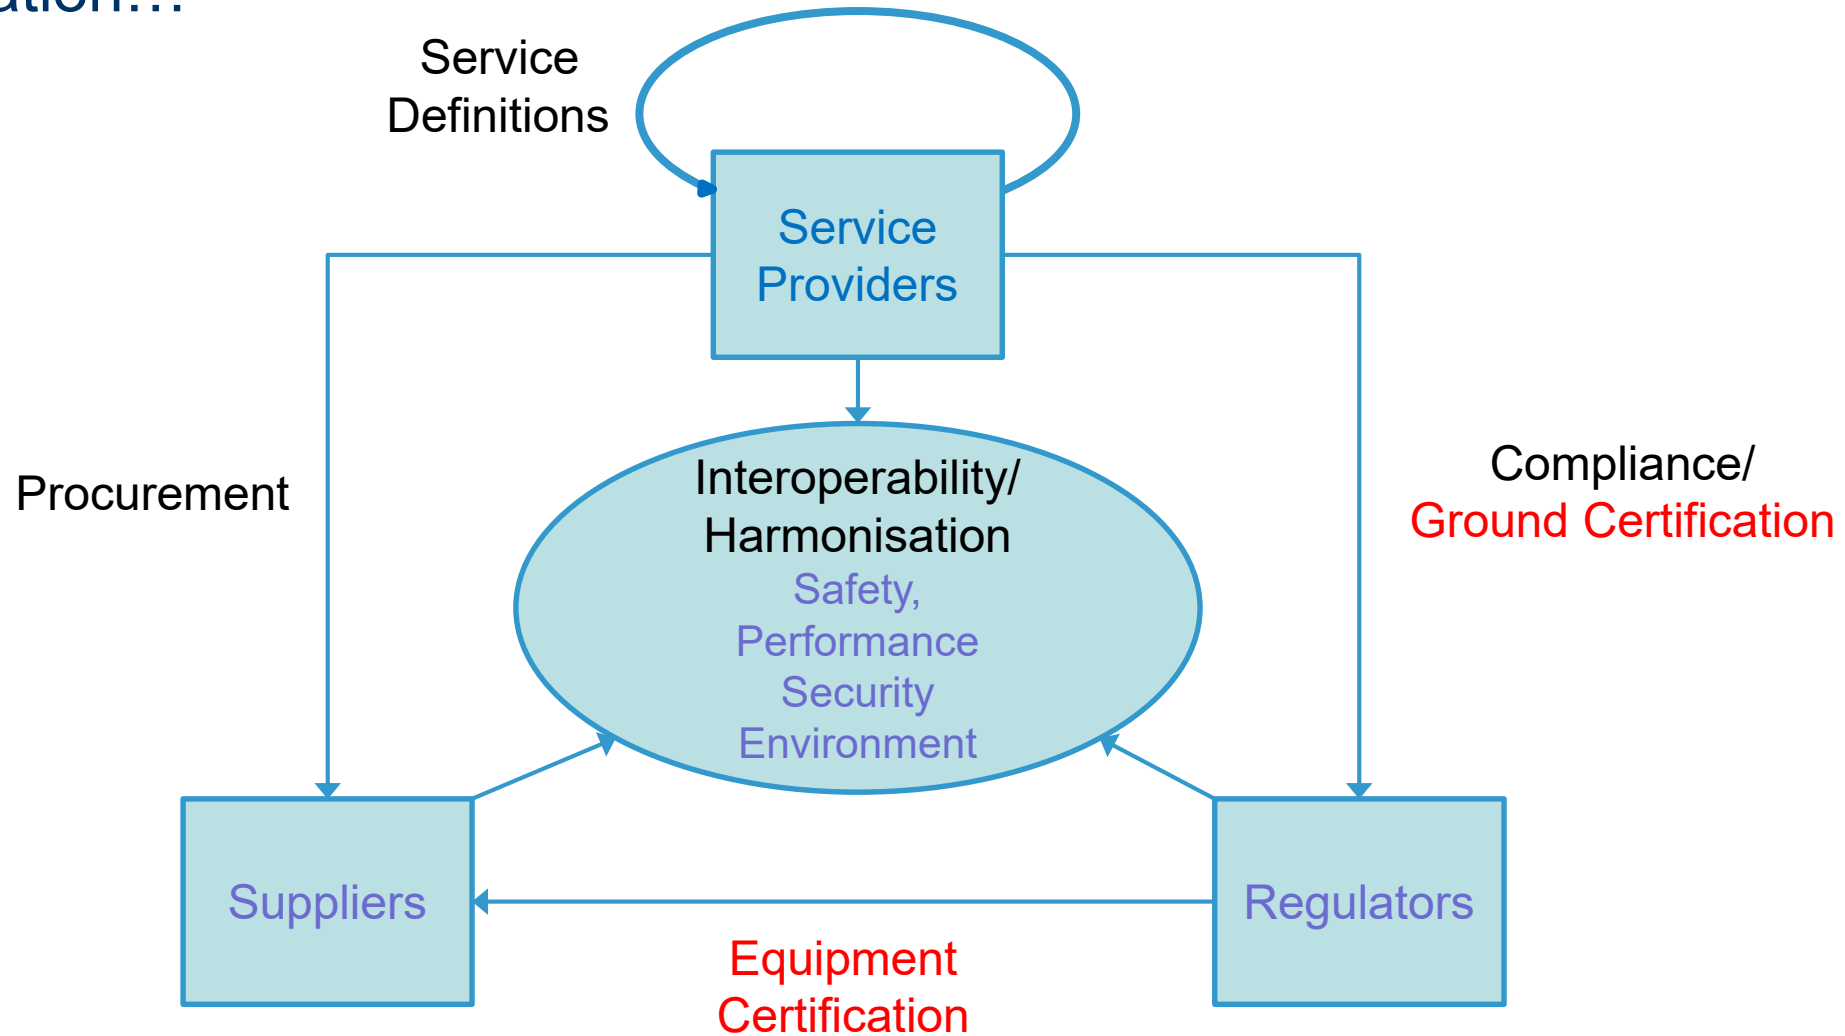 Service
Definitions
Service
Providers
Procurement
Interoperability/
Harmonisation
Safety,
Performance
Security
Environment
Compliance/
Ground Certification
Suppliers
Regulators
Equipment
Certification